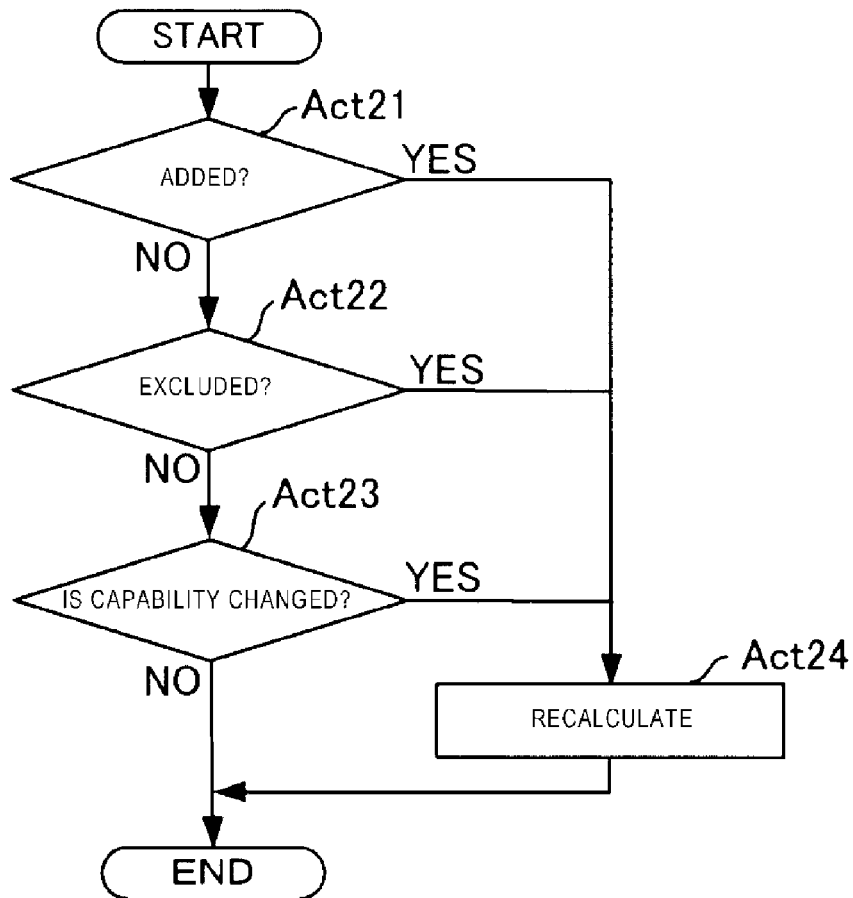 START
Act21
ADDED?
YES
NO
Act22
EXCLUDED?
YES
NO
Act23
IS CAPABILITY CHANGED?
YES
NO
Act24
RECALCULATE
END